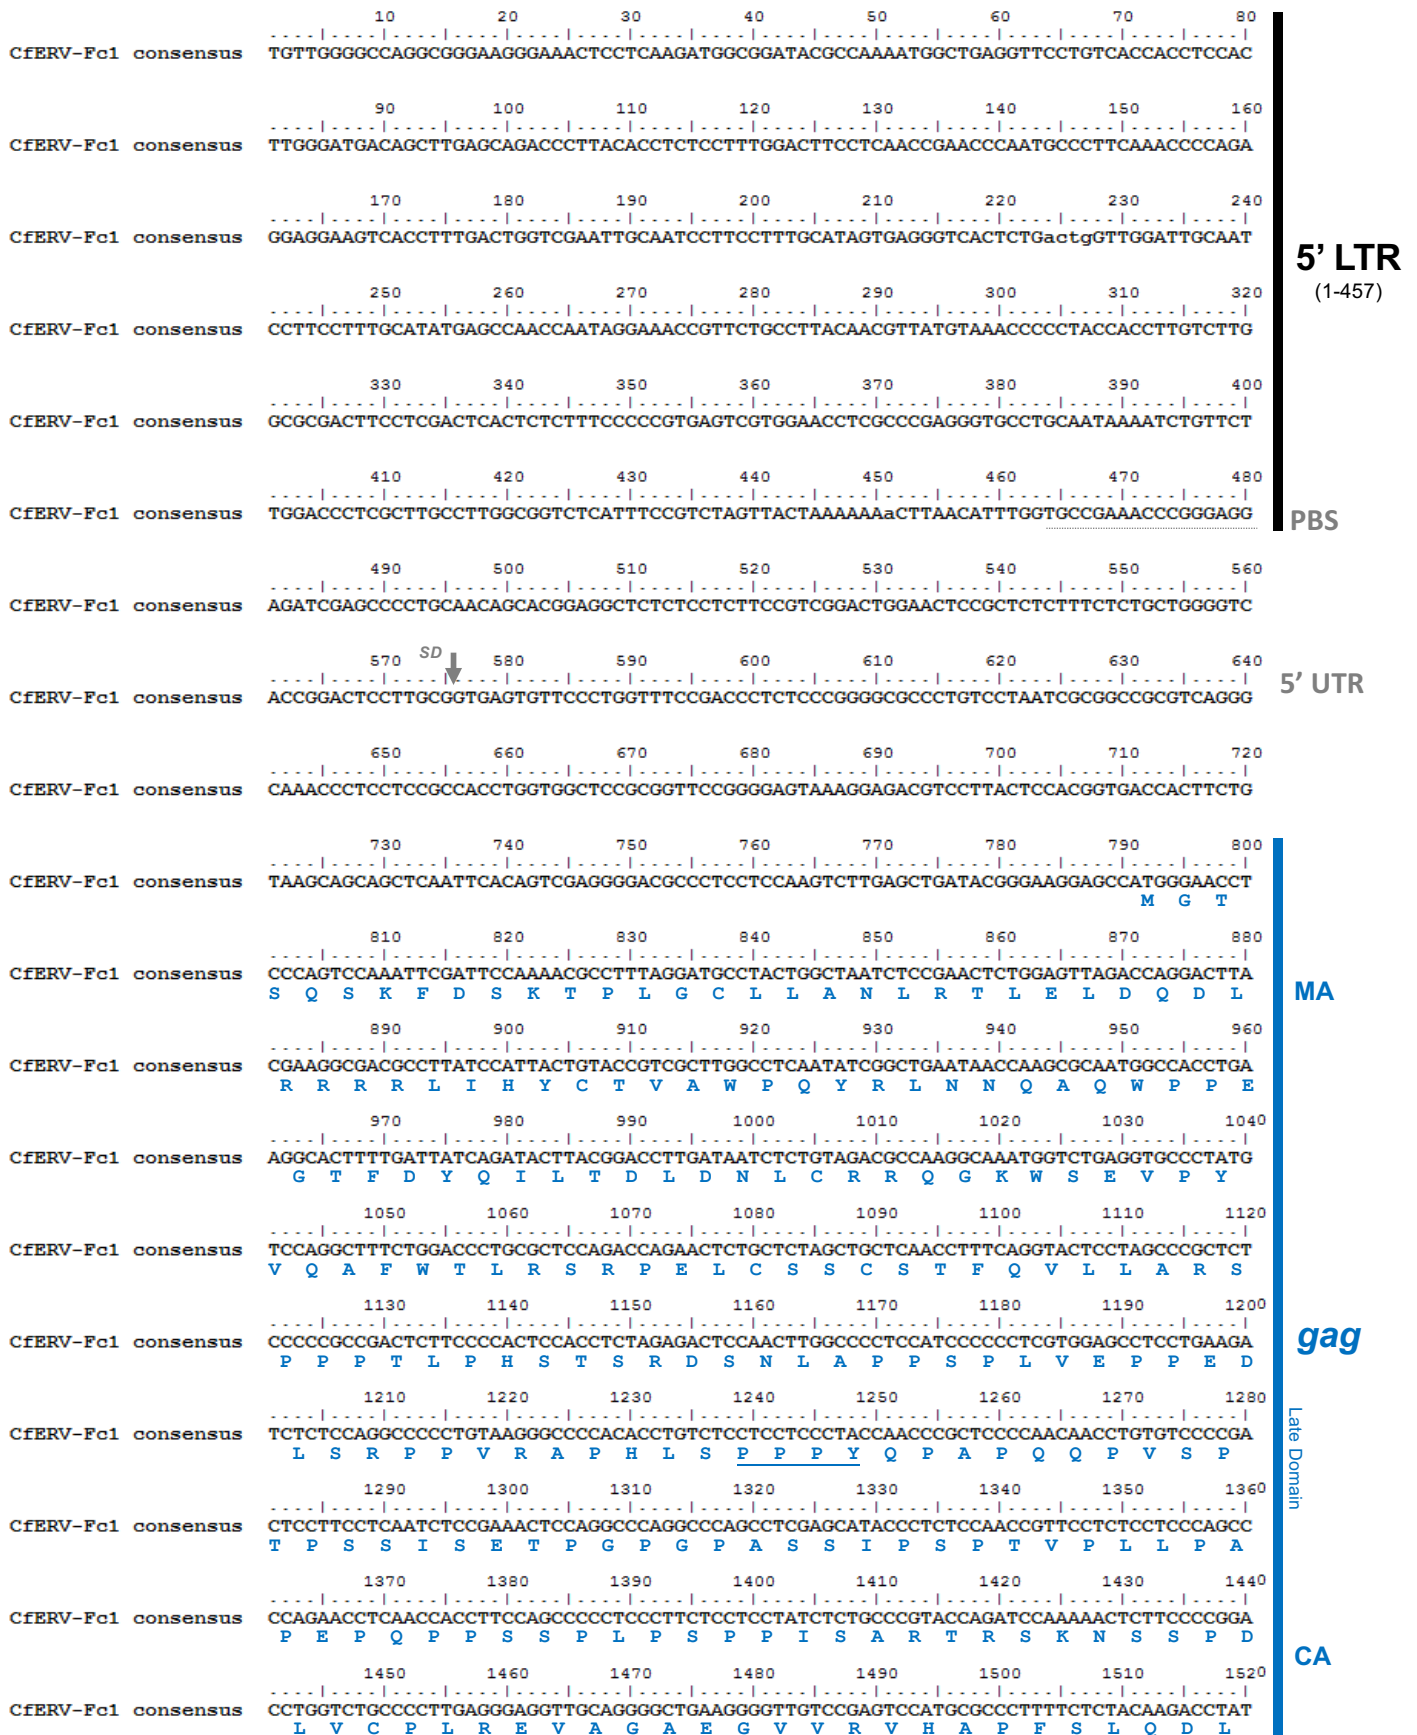 10 20 30 40 50 60 70 80
....|....|....|....|....|....|....|....|....|....|....|....|....|....|....|....|
CfERV-Fc1 consensus TGTTGGGGCCAGGCGGGAAGGGAAACTCCTCAAGATGGCGGATACGCCAAAATGGCTGAGGTTCCTGTCACCACCTCCAC
90 100 110 120 130 140 150 160
....|....|....|....|....|....|....|....|....|....|....|....|....|....|....|....|
CfERV-Fc1 consensus TTGGGATGACAGCTTGAGCAGACCCTTACACCTCTCCTTTGGACTTCCTCAACCGAACCCAATGCCCTTCAAACCCCAGA
170 180 190 200 210 220 230 240
....|....|....|....|....|....|....|....|....|....|....|....|....|....|....|....|
CfERV-Fc1 consensus GGAGGAAGTCACCTTTGACTGGTCGAATTGCAATCCTTCCTTTGCATAGTGAGGGTCACTCTGactgGTTGGATTGCAAT
5' LTR
(1-457)
250 260 270 280 290 300 310 320
....|....|....|....|....|....|....|....|....|....|....|....|....|....|....|....|
CfERV-Fc1 consensus CCTTCCTTTGCATATGAGCCAACCAATAGGAAACCGTTCTGCCTTACAACGTTATGTAAACCCCCTACCACCTTGTCTTG
330 340 350 360 370 380 390 400
....|....|....|....|....|....|....|....|....|....|....|....|....|....|....|....|
CfERV-Fc1 consensus GCGCGACTTCCTCGACTCACTCTCTTTCCCCCGTGAGTCGTGGAACCTCGCCCGAGGGTGCCTGCAATAAAATCTGTTCT
410 420 430 440 450 460 470 480
....|....|....|....|....|....|....|....|....|....|....|....|....|....|....|....|
CfERV-Fc1 consensus TGGACCCTCGCTTGCCTTGGCGGTCTCATTTCCGTCTAGTTACTAAAAAAaCTTAACATTTGGTGCCGAAACCCGGGAGG PBS
490 500 510 520 530 540 550 560
....|....|....|....|....|....|....|....|....|....|....|....|....|....|....|....|
CfERV-Fc1 consensus AGATCGAGCCCCTGCAACAGCACGGAGGCTCTCTCCTCTTCCGTCGGACTGGAACTCCGCTCTCTTTCTCTGCTGGGGTC
570 SD 580 590 600 610 620 630 640
....|....|....|....|....|....|....|....|....|....|....|....|....|....|....|....|
CfERV-Fc1 consensus ACCGGACTCCTTGCGGTGAGTGTTCCCTGGTTTCCGACCCTCTCCCGGGGCGCCCTGTCCTAATCGCGGCCGCGTCAGGG 5' UTR
650 660 670 680 690 700 710 720
....|....|....|....|....|....|....|....|....|....|....|....|....|....|....|....|
CfERV-Fc1 consensus CAAACCCTCCTCCGCCACCTGGTGGCTCCGCGGTTCCGGGGAGTAAAGGAGACGTCCTTACTCCACGGTGACCACTTCTG
730 740 750 760 770 780 790 800
....|....|....|....|....|....|....|....|....|....|....|....|....|....|....|....|
CfERV-Fc1 consensus TAAGCAGCAGCTCAATTCACAGTCGAGGGGACGCCCTCCTCCAAGTCTTGAGCTGATACGGGAAGGAGCCATGGGAACCT
M G T
810 820 830 840 850 860 870 880
....|....|....|....|....|....|....|....|....|....|....|....|....|....|....|....|
CfERV-Fc1 consensus CCCAGTCCAAATTCGATTCCAAAACGCCTTTAGGATGCCTACTGGCTAATCTCCGAACTCTGGAGTTAGACCAGGACTTA
S Q S K F D S K T P L G C L L A N L R T L E L D Q D L MA
890 900 910 920 930 940 950 960
....|....|....|....|....|....|....|....|....|....|....|....|....|....|....|....|
CfERV-Fc1 consensus CGAAGGCGACGCCTTATCCATTACTGTACCGTCGCTTGGCCTCAATATCGGCTGAATAACCAAGCGCAATGGCCACCTGA
R R R R L I H Y C T V A W P Q Y R L N N Q A Q W P P E
970 980 990 1000 1010 1020 1030 1040
....|....|....|....|....|....|....|....|....|....|....|....|....|....|....|....|
CfERV-Fc1 consensus AGGCACTTTTGATTATCAGATACTTACGGACCTTGATAATCTCTGTAGACGCCAAGGCAAATGGTCTGAGGTGCCCTATG
G T F D Y Q I L T D L D N L C R R Q G K W S E V P Y
1050 1060 1070 1080 1090 1100 1110 1120
....|....|....|....|....|....|....|....|....|....|....|....|....|....|....|....|
CfERV-Fc1 consensus TCCAGGCTTTCTGGACCCTGCGCTCCAGACCAGAACTCTGCTCTAGCTGCTCAACCTTTCAGGTACTCCTAGCCCGCTCT
V Q A F W T L R S R P E L C S S C S T F Q V L L A R S
1130 1140 1150 1160 1170 1180 1190 1200
....|....|....|....|....|....|....|....|....|....|....|....|....|....|....|....|
CfERV-Fc1 consensus CCCCCGCCGACTCTTCCCCACTCCACCTCTAGAGACTCCAACTTGGCCCCTCCATCCCCCCTCGTGGAGCCTCCTGAAGA
P P P T L P H S T S R D S N L A P P S P L V E P P E D
gag
1210 1220 1230 1240 1250 1260 1270 1280
....|....|....|....|....|....|....|....|....|....|....|....|....|....|....|....|
CfERV-Fc1 consensus TCTCTCCAGGCCCCCTGTAAGGGCCCCACACCTGTCTCCTCCTCCCTACCAACCCGCTCCCCAACAACCTGTGTCCCCGA
L S R P P V R A P H L S P P P Y Q P A P Q Q P V S P
Late Domain
1290 1300 1310 1320 1330 1340 1350 1360
....|....|....|....|....|....|....|....|....|....|....|....|....|....|....|....|
CfERV-Fc1 consensus CTCCTTCCTCAATCTCCGAAACTCCAGGCCCAGGCCCAGCCTCGAGCATACCCTCTCCAACCGTTCCTCTCCTCCCAGCC
T P S S I S E T P G P G P A S S I P S P T V P L L P A
1370 1380 1390 1400 1410 1420 1430 1440
....|....|....|....|....|....|....|....|....|....|....|....|....|....|....|....|
CfERV-Fc1 consensus CCAGAACCTCAACCACCTTCCAGCCCCCTCCCTTCTCCTCCTATCTCTGCCCGTACCAGATCCAAAAACTCTTCCCCGGA
P E P Q P P S S P L P S P P I S A R T R S K N S S P D
CA
1450 1460 1470 1480 1490 1500 1510 1520
....|....|....|....|....|....|....|....|....|....|....|....|....|....|....|....|
CfERV-Fc1 consensus CCTGGTCTGCCCCTTGAGGGAGGTTGCAGGGGCTGAAGGGGTTGTCCGAGTCCATGCGCCCTTTTCTCTACAAGACCTAT
L V C P L R E V A G A E G V V R V H A P F S L Q D L